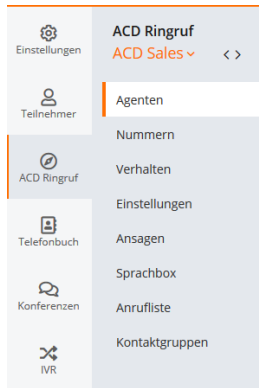 Einstellungen
Teilnehmer
ACD Ringruf
Telefonbuch
Konferenzen
IVR
ACD Ringruf
ACD Sales
Agenten
Nummern
Verhalten
Einstellungen
Ansagen
Sprachbox
Anrufliste
Kontaktgruppen